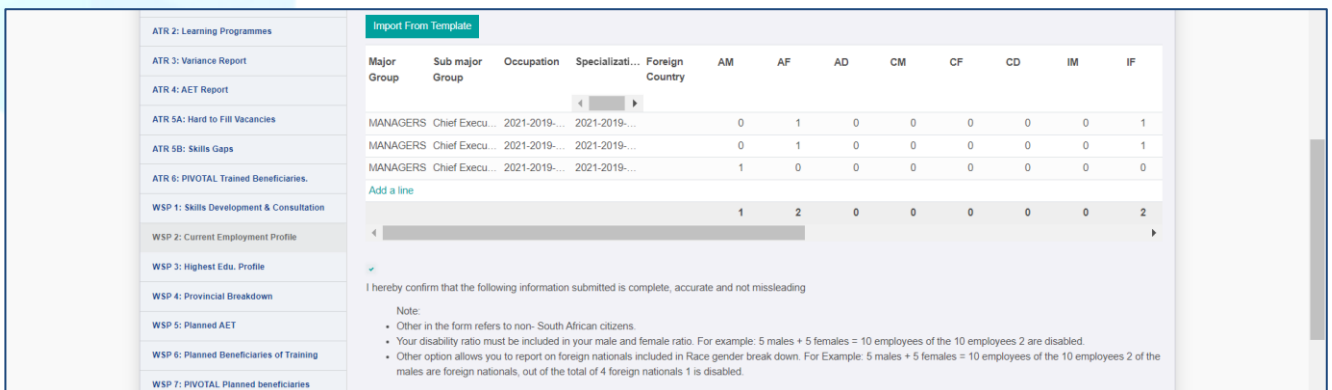 ATR 2: Learning Programmes
ATR 3: Variance Report
ATR 4: AET Report
ATR 5A: Hard to Fill Vacancies
ATR 5B: Skills Gaps
ATR 6: PIVOTAL Trained Beneficiaries.
WSP 1: Skills Development & Consultation
WSP 2: Current Employment Profile
WSP 3: Highest Edu. Profile
WSP 4: Provincial Breakdown
WSP 5: Planned AET
WSP 6: Planned Beneficiaries of Training
WSP 7: PIVOTAL Planned beneficiaries
Import From Template
Major Group Sub major Group Occupation Specializati... Foreign Country AM AF AD CM CF CD IM IF
MANAGERS Chief Execu... 2021-2019-... 2021-2019-... 0 1 0 0 0 0 0 1
MANAGERS Chief Execu... 2021-2019-... 2021-2019-... 0 1 0 0 0 0 0 1
MANAGERS Chief Execu... 2021-2019-... 2021-2019-... 1 0 0 0 0 0 0 0
Add a line
1 2 0 0 0 0 0 2
I hereby confirm that the following information submitted is complete, accurate and not missleading
Note:
• Other in the form refers to non- South African citizens.
• Your disability ratio must be included in your male and female ratio. For example: 5 males + 5 females = 10 employees of the 10 employees 2 are disabled.
• Other option allows you to report on foreign nationals included in Race gender break down. For Example: 5 males + 5 females = 10 employees of the 10 employees 2 of the
males are foreign nationals, out of the total of 4 foreign nationals 1 is disabled.